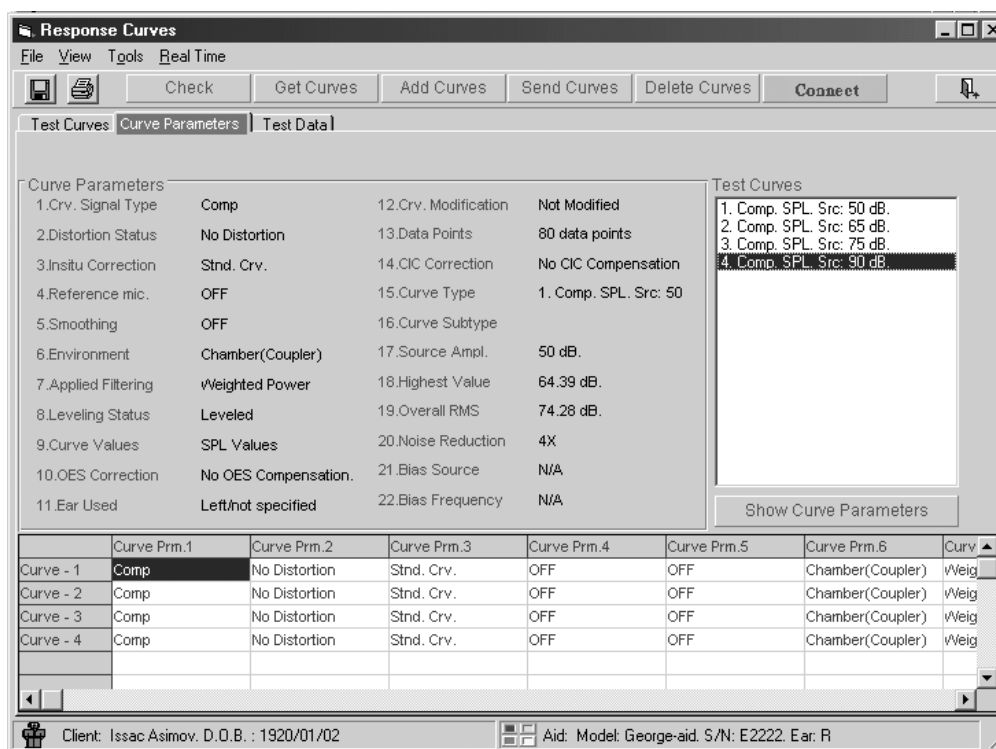 Response Curves
File View Tools Real Time
Check Get Curves Add Curves Send Curves Delete Curves Connect
Test Curves Curve Parameters Test Data
Curve Parameters
1.Crv. Signal Type Comp 12.Crv. Modification Not Modified
2.Distortion Status No Distortion 13.Data Points 80 data points
3.Insitu Correction Stnd. Crv. 14.CIC Correction No CIC Compensation
4.Reference mic. OFF 15.Curve Type 1. Comp. SPL. Src: 50
5.Smoothing OFF 16.Curve Subtype
6.Environment Chamber(Coupler) 17.Source Ampl. 50 dB.
7.Applied Filtering Weighted Power 18.Highest Value 64.39 dB.
8.Leveling Status Leveled 19.Overall RMS 74.28 dB.
9.Curve Values SPL Values 20.Noise Reduction 4X
10.OES Correction No OES Compensation. 21.Bias Source N/A
11.Ear Used Left/not specified 22.Bias Frequency N/A
Test Curves
1. Comp. SPL. Src: 50 dB.
2. Comp. SPL. Src: 65 dB.
3. Comp. SPL. Src: 75 dB.
4. Comp. SPL. Src: 90 dB.
Show Curve Parameters
Curve Prm.1 Curve Prm.2 Curve Prm.3 Curve Prm.4 Curve Prm.5 Curve Prm.6 Curv
Curve - 1 Comp No Distortion Stnd. Crv. OFF OFF Chamber(Coupler) Weig
Curve - 2 Comp No Distortion Stnd. Crv. OFF OFF Chamber(Coupler) Weig
Curve - 3 Comp No Distortion Stnd. Crv. OFF OFF Chamber(Coupler) Weig
Curve - 4 Comp No Distortion Stnd. Crv. OFF OFF Chamber(Coupler) Weig
Client: Issac Asimov. D.O.B. : 1920/01/02 Aid: Model: George-aid. S/N: E2222. Ear: R